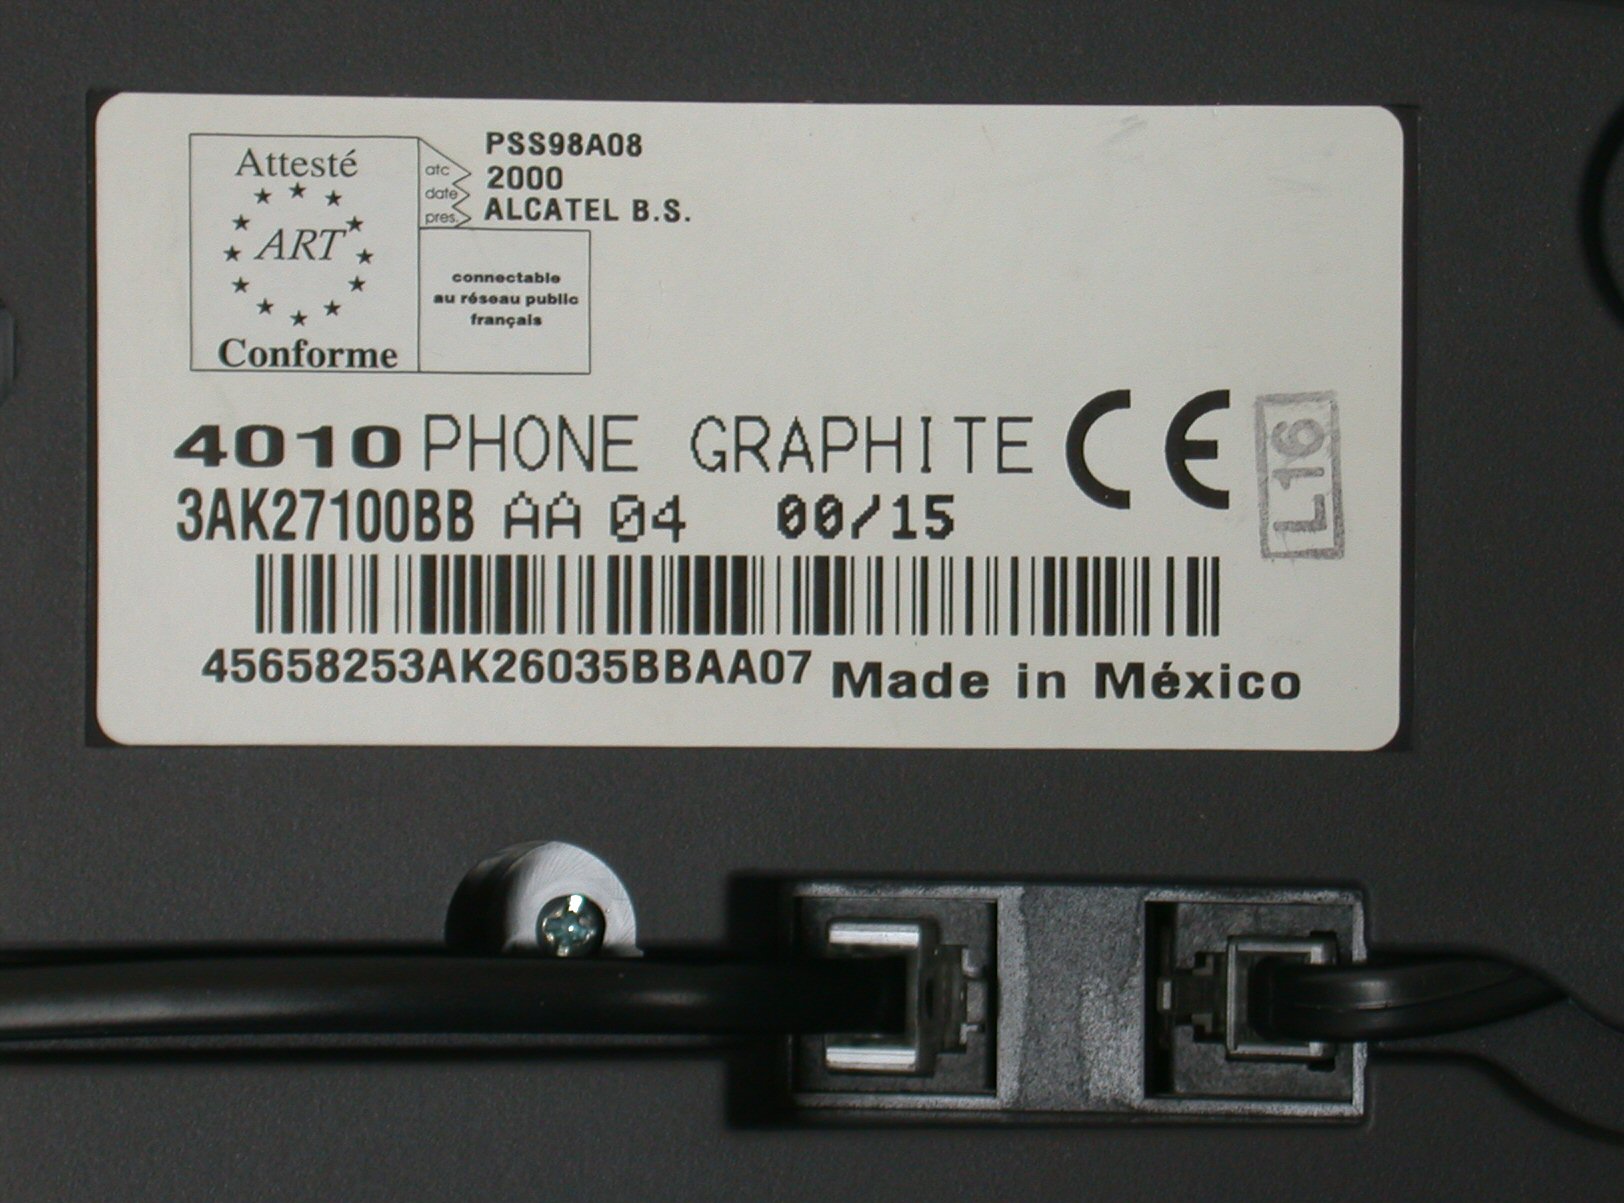 Attesté
ART
Conforme
atc PSS98A08
date 2000
pres. ALCATEL B.S.
connectable
au réseau public
français
4010 PHONE GRAPHITE CE
L16
3AK27100BB AA 04 00/15
45658253AK26035BBAA07 Made in México